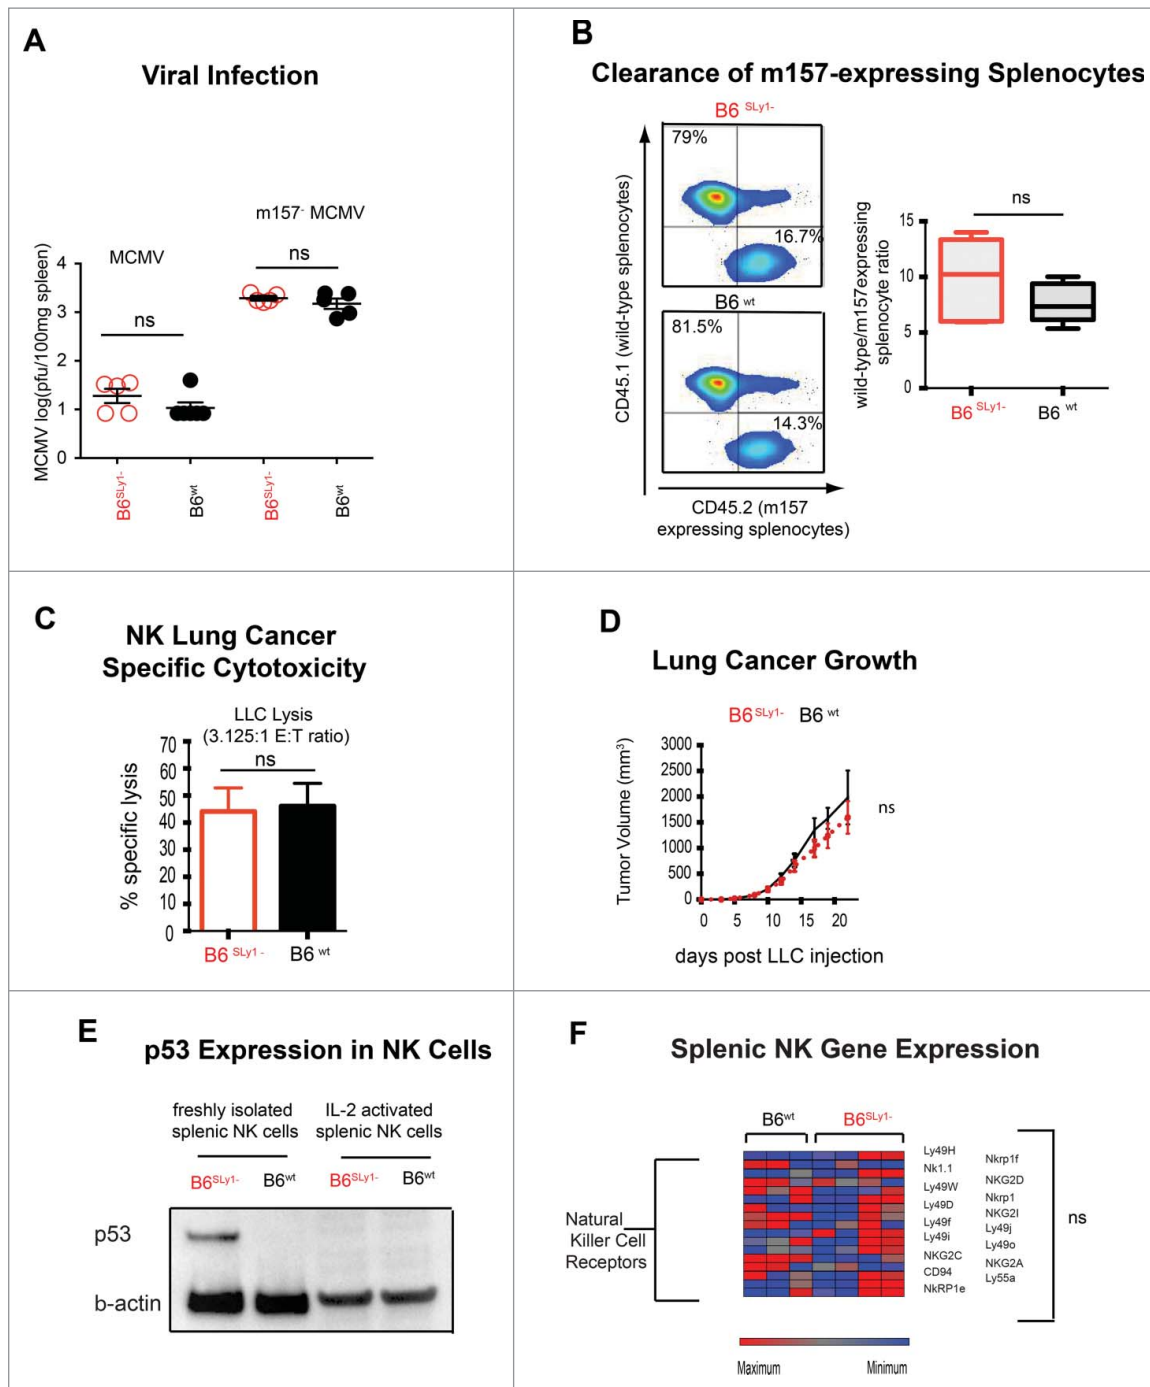 A
Viral Infection
m157- MCMV
MCMV
ns
ns
MCMV log(pfu/100mg spleen)
4
3
2
1
0
B6SLy1-
B6wt
B6SLy1-
B6wt
B
Clearance of m157-expressing Splenocytes
B6 SLy1-
79%
16.7%
B6 wt
81.5%
14.3%
CD45.1 (wild-type splenocytes)
CD45.2 (m157
expressing splenocytes)
wild-type/m157expressing
splenocyte ratio
ns
15
10
5
0
B6 SLy1-
B6 wt
C
NK Lung Cancer
Specific Cytotoxicity
LLC Lysis
(3.125:1 E:T ratio)
ns
% specific lysis
70
60
50
40
30
20
10
0
B6 SLy1 -
B6 wt
D
Lung Cancer Growth
B6 SLy1-
B6 wt
Tumor Volume (mm3)
3000
2500
2000
1500
1000
500
0
ns
0 5 10 15 20
days post LLC injection
E
p53 Expression in NK Cells
freshly isolated
splenic NK cells
IL-2 activated
splenic NK cells
B6SLy1-
B6wt
B6SLy1-
B6wt
p53
b-actin
F
Splenic NK Gene Expression
B6wt
B6SLy1-
Natural
Killer Cell
Receptors
Ly49H
Nk1.1
Ly49W
Ly49D
Ly49f
Ly49i
NKG2C
CD94
NkRP1e
Nkrp1f
NKG2D
Nkrp1
NKG2I
Ly49j
Ly49o
NKG2A
Ly55a
ns
Maximum
Minimum